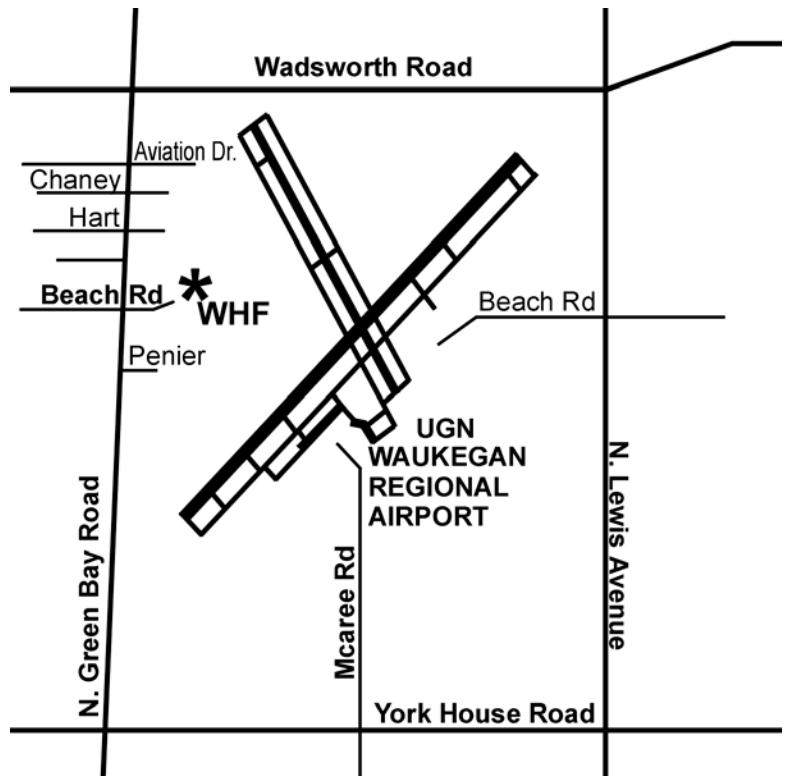 Wadsworth Road
Aviation Dr.
Chaney
Hart
Beach Rd
*
WHF
Beach Rd
Penier
UGN
WAUKEGAN
REGIONAL
AIRPORT
N. Green Bay Road
Mcaree Rd
N. Lewis Avenue
York House Road